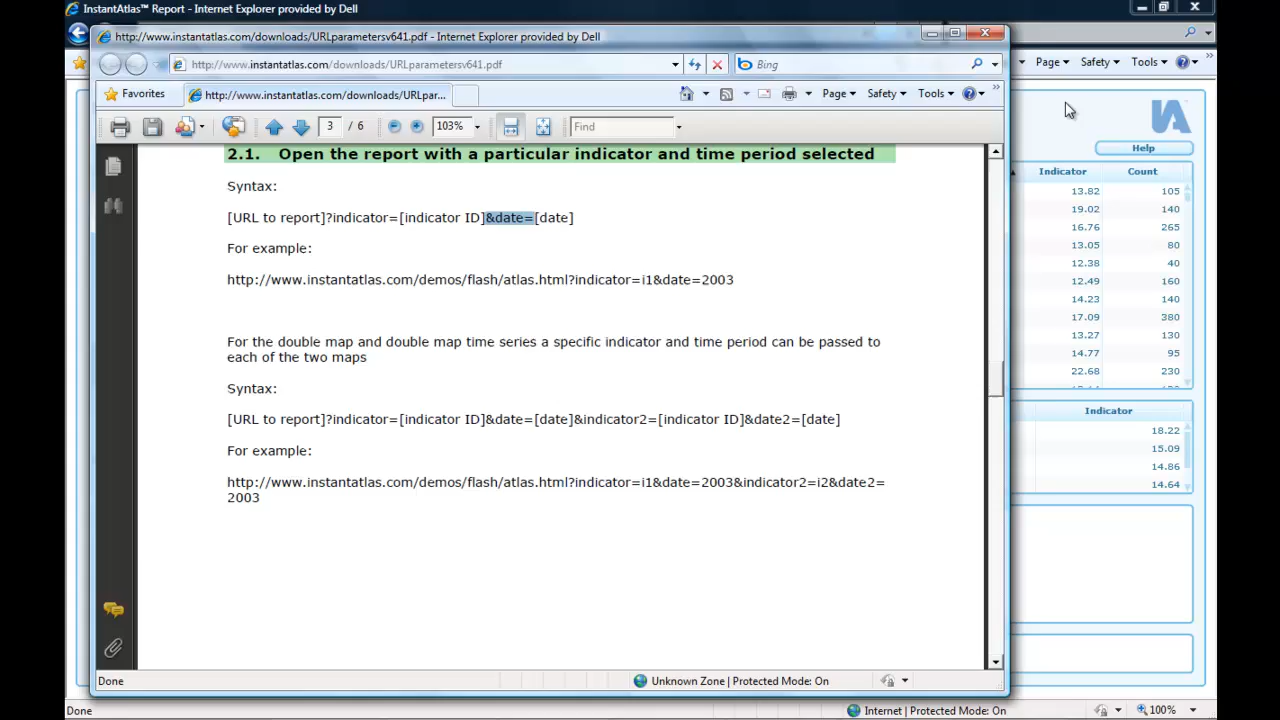 InstantAtlas™ Report - Internet Explorer provided by Dell
http://www.instantatlas.com/downloads/URLparametersv641.pdf - Internet Explorer provided by Dell
http://www.instantatlas.com/downloads/URLparametersv641.pdf
Bing
Page Safety Tools
Favorites
http://www.instantatlas.com/downloads/URLpar...
Page Safety Tools
3 / 6
103%
Find
IA
Help
2.1. Open the report with a particular indicator and time period selected
Syntax:
[URL to report]?indicator=[indicator ID]&date=[date]
For example:
http://www.instantatlas.com/demos/flash/atlas.html?indicator=i1&date=2003
For the double map and double map time series a specific indicator and time period can be passed to
each of the two maps
Syntax:
[URL to report]?indicator=[indicator ID]&date=[date]&indicator2=[indicator ID]&date2=[date]
For example:
http://www.instantatlas.com/demos/flash/atlas.html?indicator=i1&date=2003&indicator2=i2&date2=
2003
Indicator Count
13.82 105
19.02 140
16.76 265
13.05 80
12.38 40
12.49 160
14.23 140
17.09 380
13.27 130
14.77 95
22.68 230
Indicator
18.22
15.09
14.86
14.64
Done
Unknown Zone | Protected Mode: On
Done
Internet | Protected Mode: On
100%